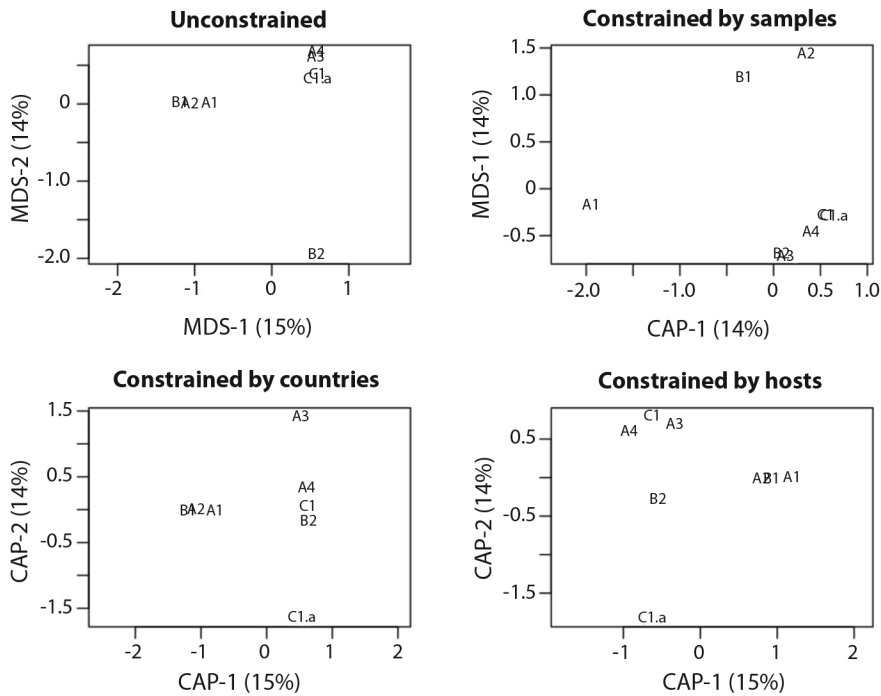 Unconstrained
MDS-2 (14%)
0
-1.0
-2.0
A4
A3
C1
C1.a
B1 A2 A1
B2
-2 -1 0 1
MDS-1 (15%)
Constrained by samples
MDS-1 (14%)
1.5
1.0
0.5
0
-0.5
A2
B1
A1
C1 C1.a
A4
B2 A3
-2.0 -1.0 0 0.5 1.0
CAP-1 (14%)
Constrained by countries
CAP-2 (14%)
1.5
0.5
-0.5
-1.5
A3
A4
B1 A2 A1
C1
B2
C1.a
-2 -1 0 1 2
CAP-1 (15%)
Constrained by hosts
CAP-2 (14%)
0.5
-0.5
-1.5
C1
A4 A3
A2 B1 A1
B2
C1.a
-1 0 1 2
CAP-1 (15%)